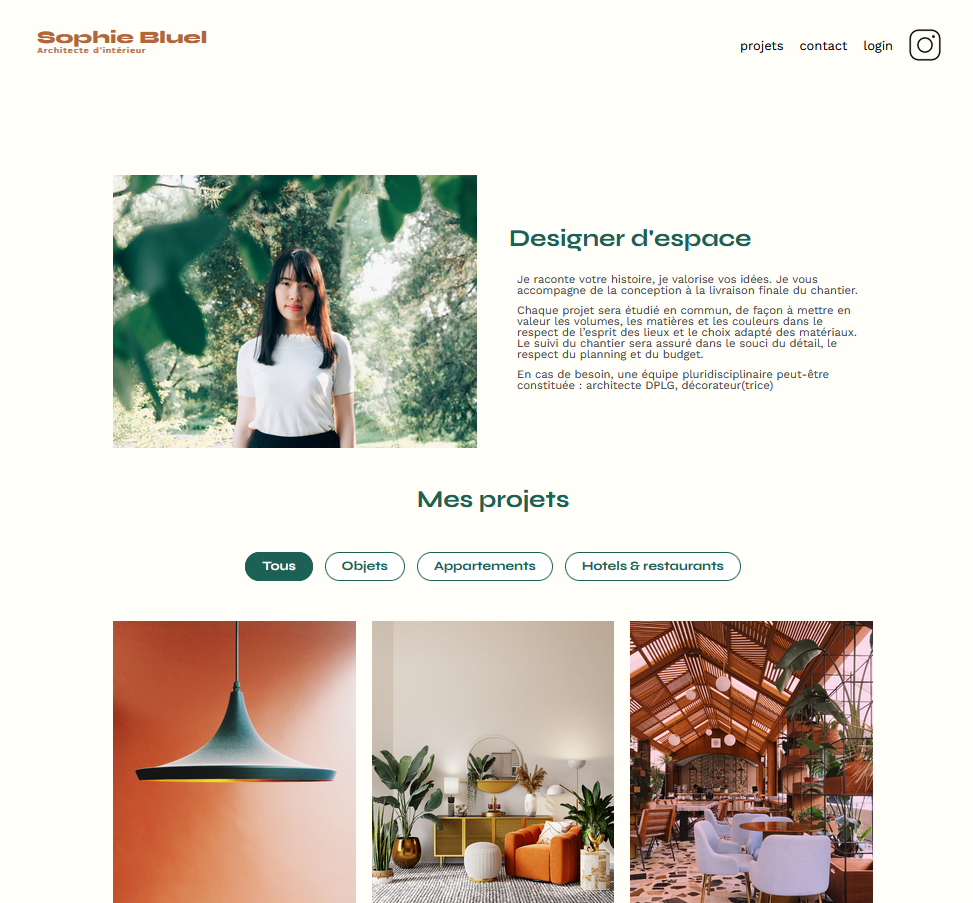 Sophie Bluel
Architecte d'intérieur
projets
contact
login
Designer d'espace
Je raconte votre histoire, je valorise vos idées. Je vous
accompagne de la conception à la livraison finale du chantier.
Chaque projet sera étudié en commun, de façon à mettre en
valeur les volumes, les matières et les couleurs dans le
respect de l’esprit des lieux et le choix adapté des matériaux.
Le suivi du chantier sera assuré dans le souci du détail, le
respect du planning et du budget.
En cas de besoin, une équipe pluridisciplinaire peut-être
constituée : architecte DPLG, décorateur(trice)
Mes projets
Tous
Objets
Appartements
Hotels & restaurants